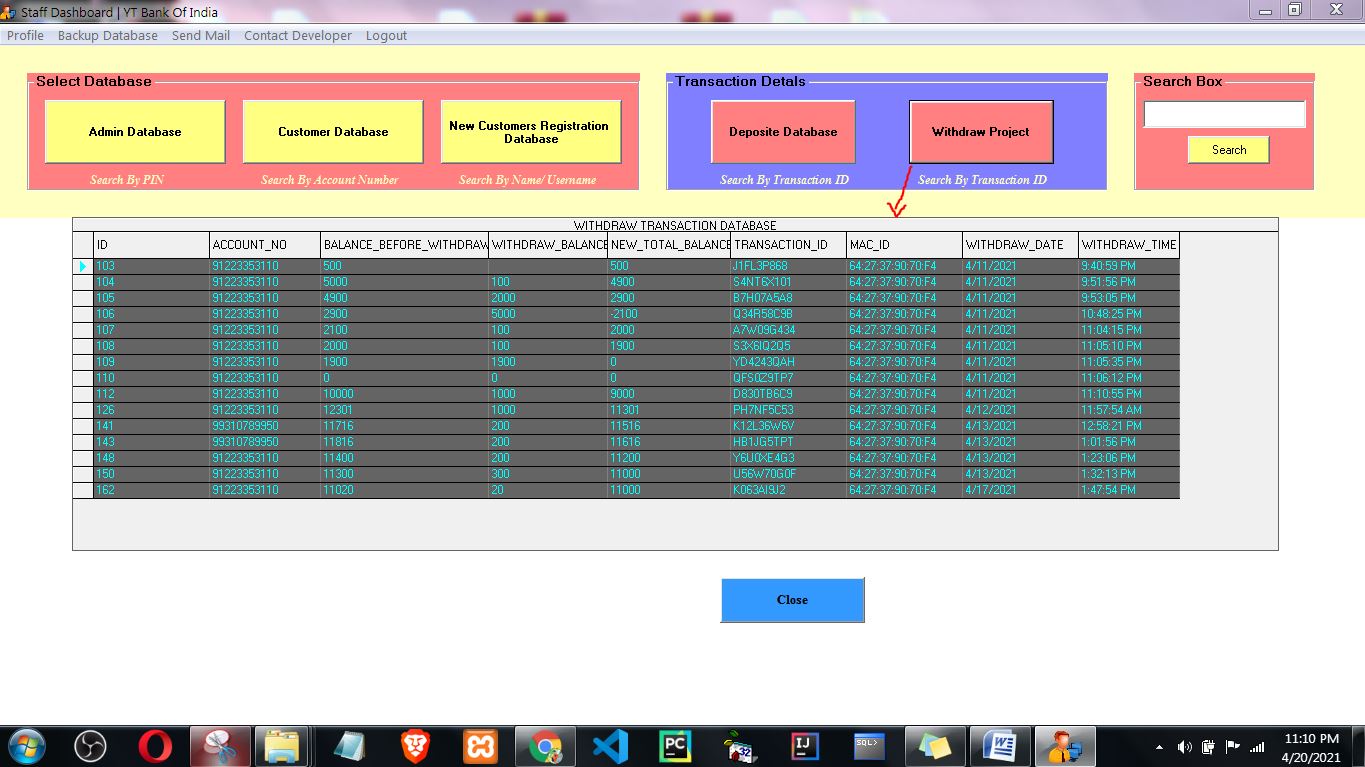 Staff Dashboard | YT Bank Of India
Profile Backup Database Send Mail Contact Developer Logout
Select Database
Admin Database
Search By PIN
Customer Database
Search By Account Number
New Customers Registration
Database
Search By Name/ Username
Transaction Detals
Deposite Database
Search By Transaction ID
Withdraw Project
Search By Transaction ID
Search Box
Search
WITHDRAW TRANSACTION DATABASE
ID ACCOUNT_NO BALANCE_BEFORE_WITHDRAW WITHDRAW_BALANCE NEW_TOTAL_BALANCE TRANSACTION_ID MAC_ID WITHDRAW_DATE WITHDRAW_TIME
103 91223353110 500 500 J1FL3P868 64:27:37:90:70:F4 4/11/2021 9:40:59 PM
104 91223353110 5000 100 4900 S4NT6X101 64:27:37:90:70:F4 4/11/2021 9:51:56 PM
105 91223353110 4900 2000 2900 B7H07A5A8 64:27:37:90:70:F4 4/11/2021 9:53:05 PM
106 91223353110 2900 5000 -2100 Q34R58C9B 64:27:37:90:70:F4 4/11/2021 10:48:25 PM
107 91223353110 2100 100 2000 A7W09G434 64:27:37:90:70:F4 4/11/2021 11:04:15 PM
108 91223353110 2000 100 1900 S3X6IQ2Q5 64:27:37:90:70:F4 4/11/2021 11:05:10 PM
109 91223353110 1900 1900 0 YD4243QAH 64:27:37:90:70:F4 4/11/2021 11:05:35 PM
110 91223353110 0 0 0 QFS0Z9TP7 64:27:37:90:70:F4 4/11/2021 11:06:12 PM
112 91223353110 10000 1000 9000 D830TB6C9 64:27:37:90:70:F4 4/11/2021 11:10:55 PM
126 91223353110 12301 1000 11301 PH7NF5C53 64:27:37:90:70:F4 4/12/2021 11:57:54 AM
141 99310789950 11716 200 11516 K12L36W6V 64:27:37:90:70:F4 4/13/2021 12:58:21 PM
143 99310789950 11816 200 11616 HB1JG5TPT 64:27:37:90:70:F4 4/13/2021 1:01:56 PM
148 91223353110 11400 200 11200 Y6U0XE4G3 64:27:37:90:70:F4 4/13/2021 1:23:06 PM
150 91223353110 11300 300 11000 U56W70G0F 64:27:37:90:70:F4 4/13/2021 1:32:13 PM
162 91223353110 11020 20 11000 K063AI9J2 64:27:37:90:70:F4 4/17/2021 1:47:54 PM
Close
PC
32
IJ
SQL>
W
11:10 PM
4/20/2021